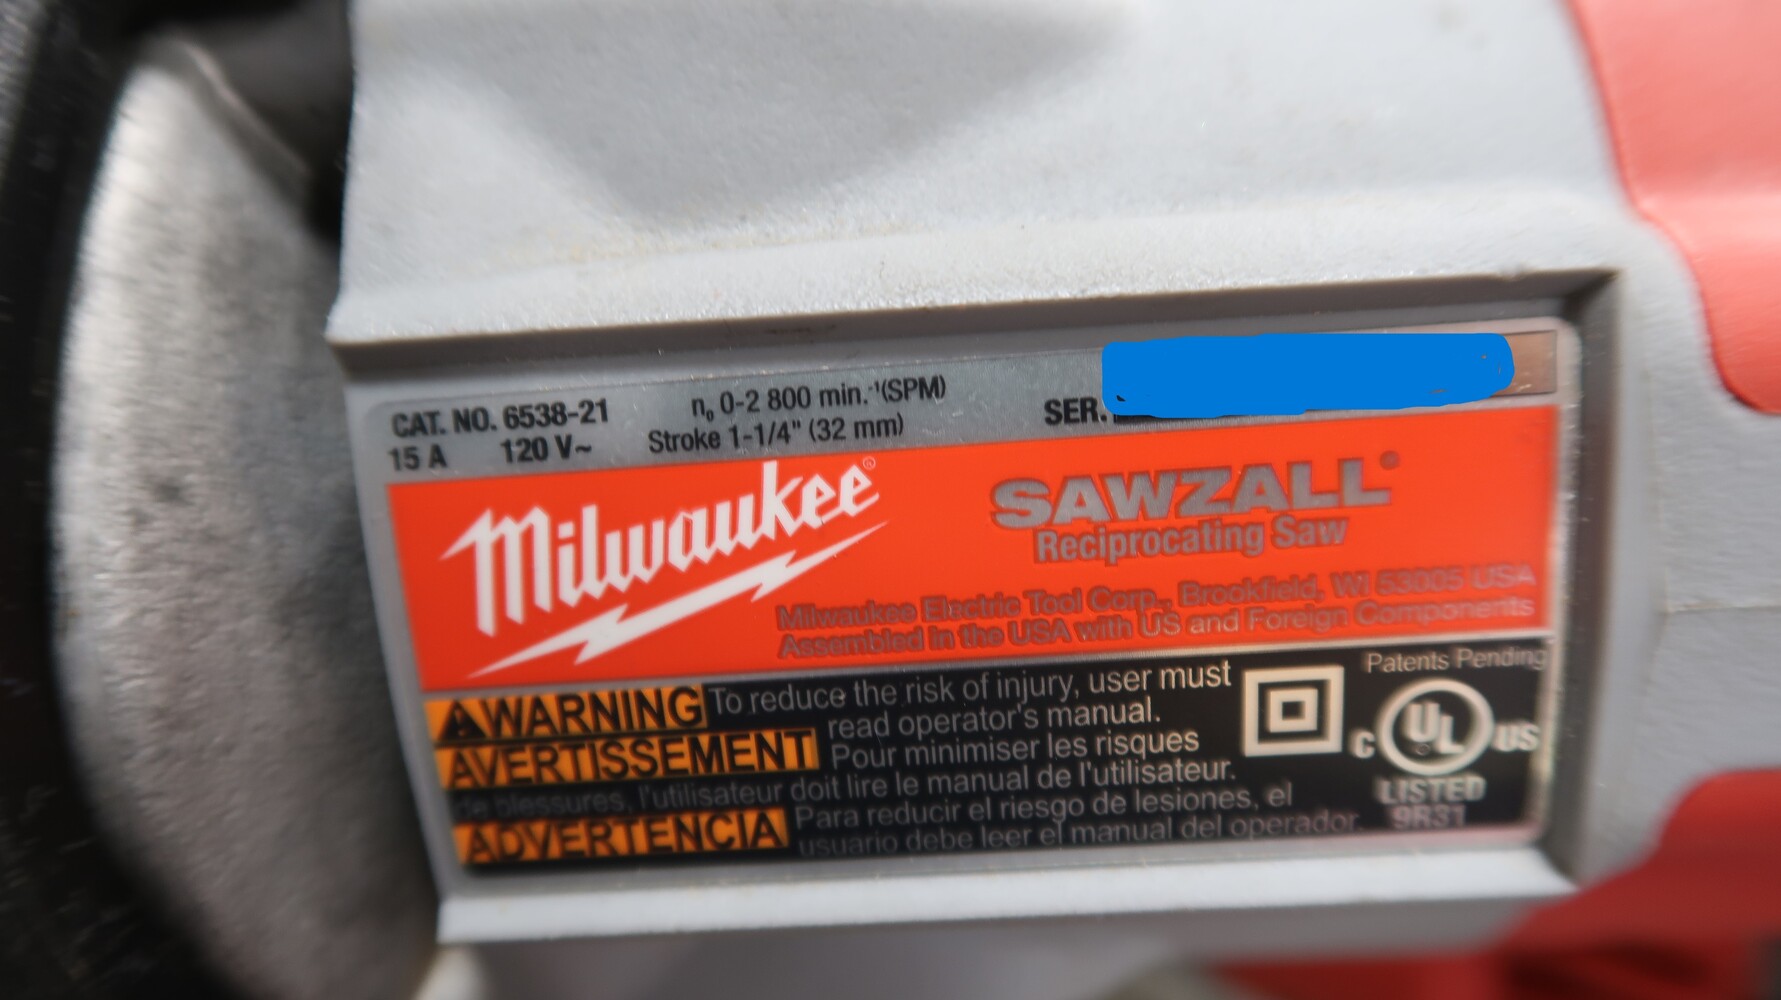 CAT. NO. 6538-21 n₀ 0-2 800 min.⁻¹(SPM) SER.
15 A 120 V~ Stroke 1-1/4" (32 mm)
Milwaukee®
SAWZALL®
Reciprocating Saw
Milwaukee Electric Tool Corp., Brookfield, WI 53005 USA
Assembled in the USA with US and Foreign Components
Patents Pending
WARNING To reduce the risk of injury, user must
read operator's manual.
AVERTISSEMENT Pour minimiser les risques
de blessures, l'utilisateur doit lire le manual de l'utilisateur.
ADVERTENCIA Para reducir el riesgo de lesiones, el
usuario debe leer el manual del operador.
C UL US
LISTED
9R31